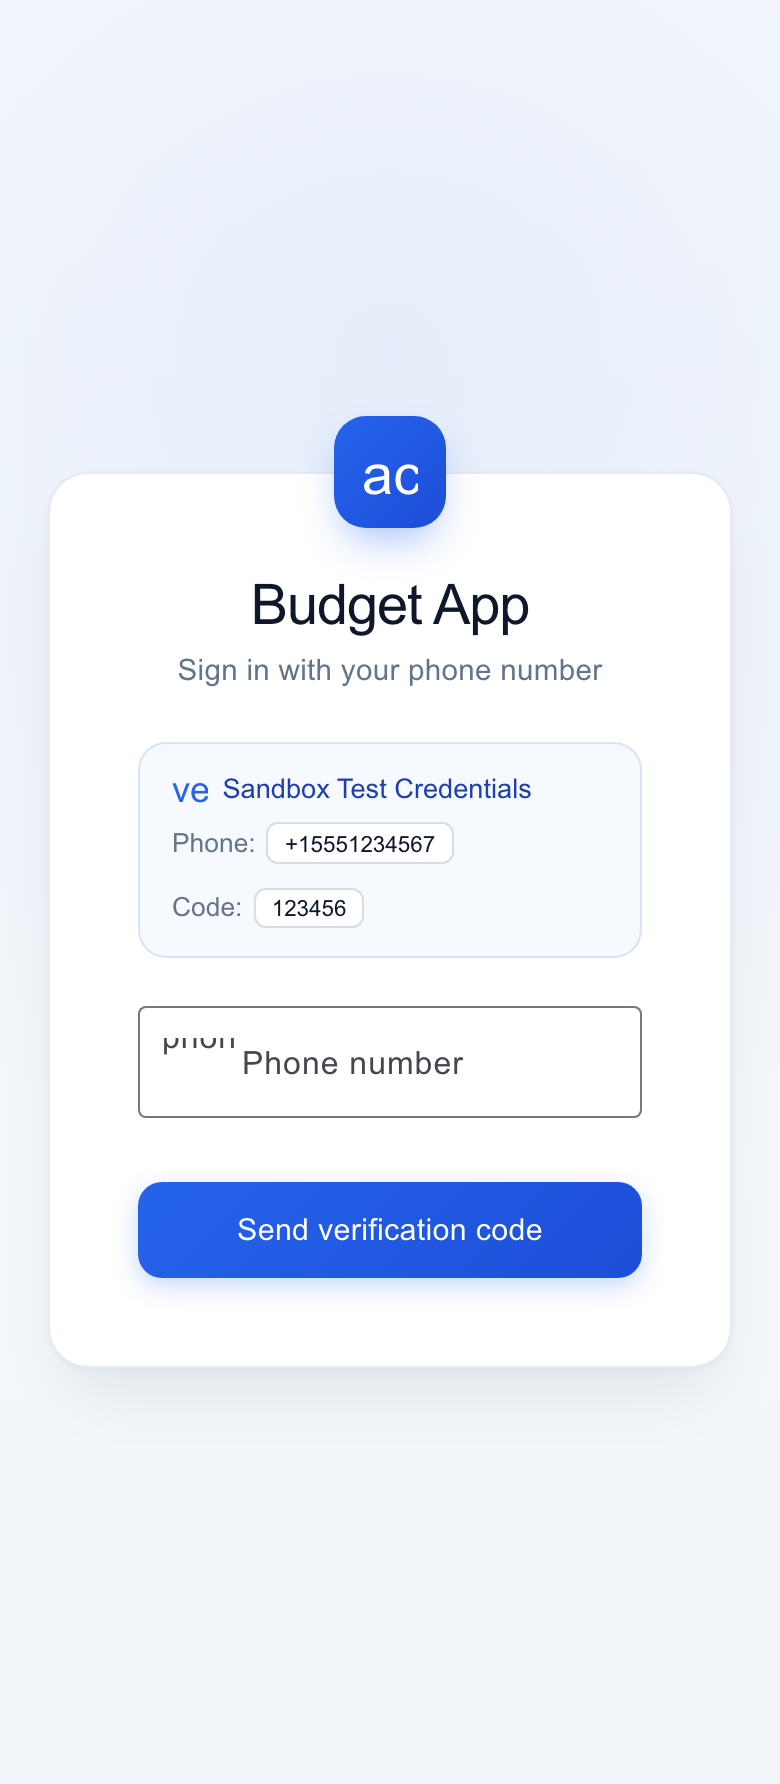 ac
Budget App
Sign in with your phone number
ve Sandbox Test Credentials
Phone: +15551234567
Code: 123456
phon Phone number
Send verification code